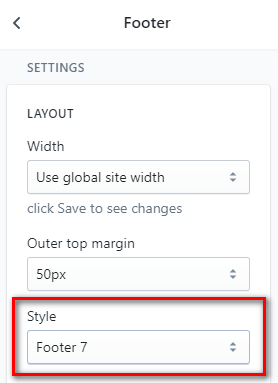 Footer
SETTINGS
LAYOUT
Width
Use global site width
click Save to see changes
Outer top margin
50px
Style
Footer 7